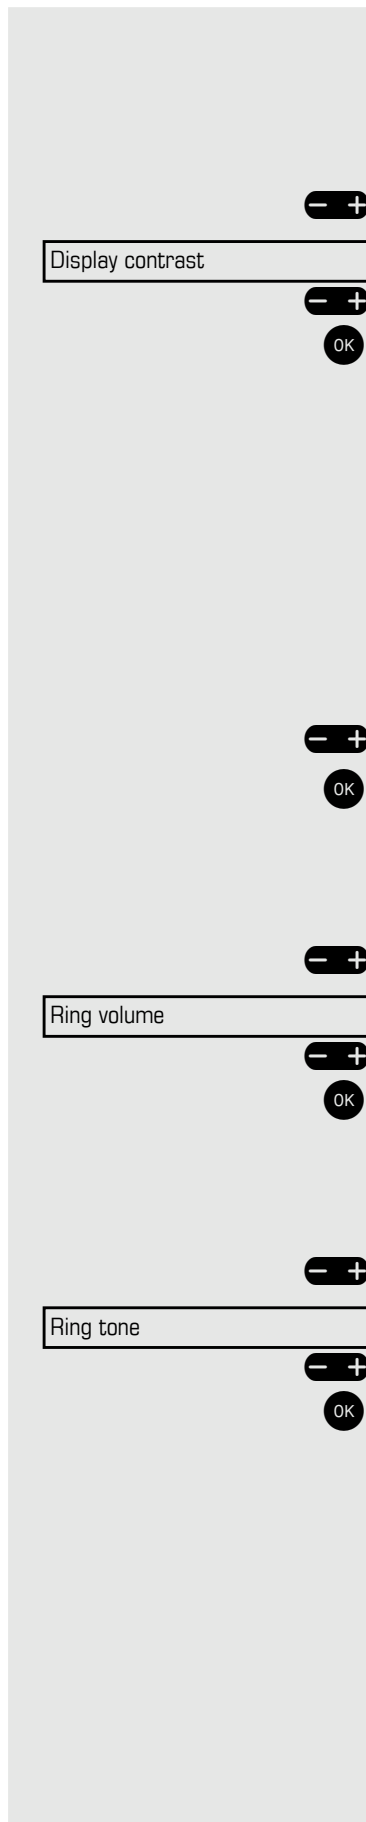 − +
Display contrast
− +
OK
− +
OK
− +
Ring volume
− +
OK
− +
Ring tone
− +
OK